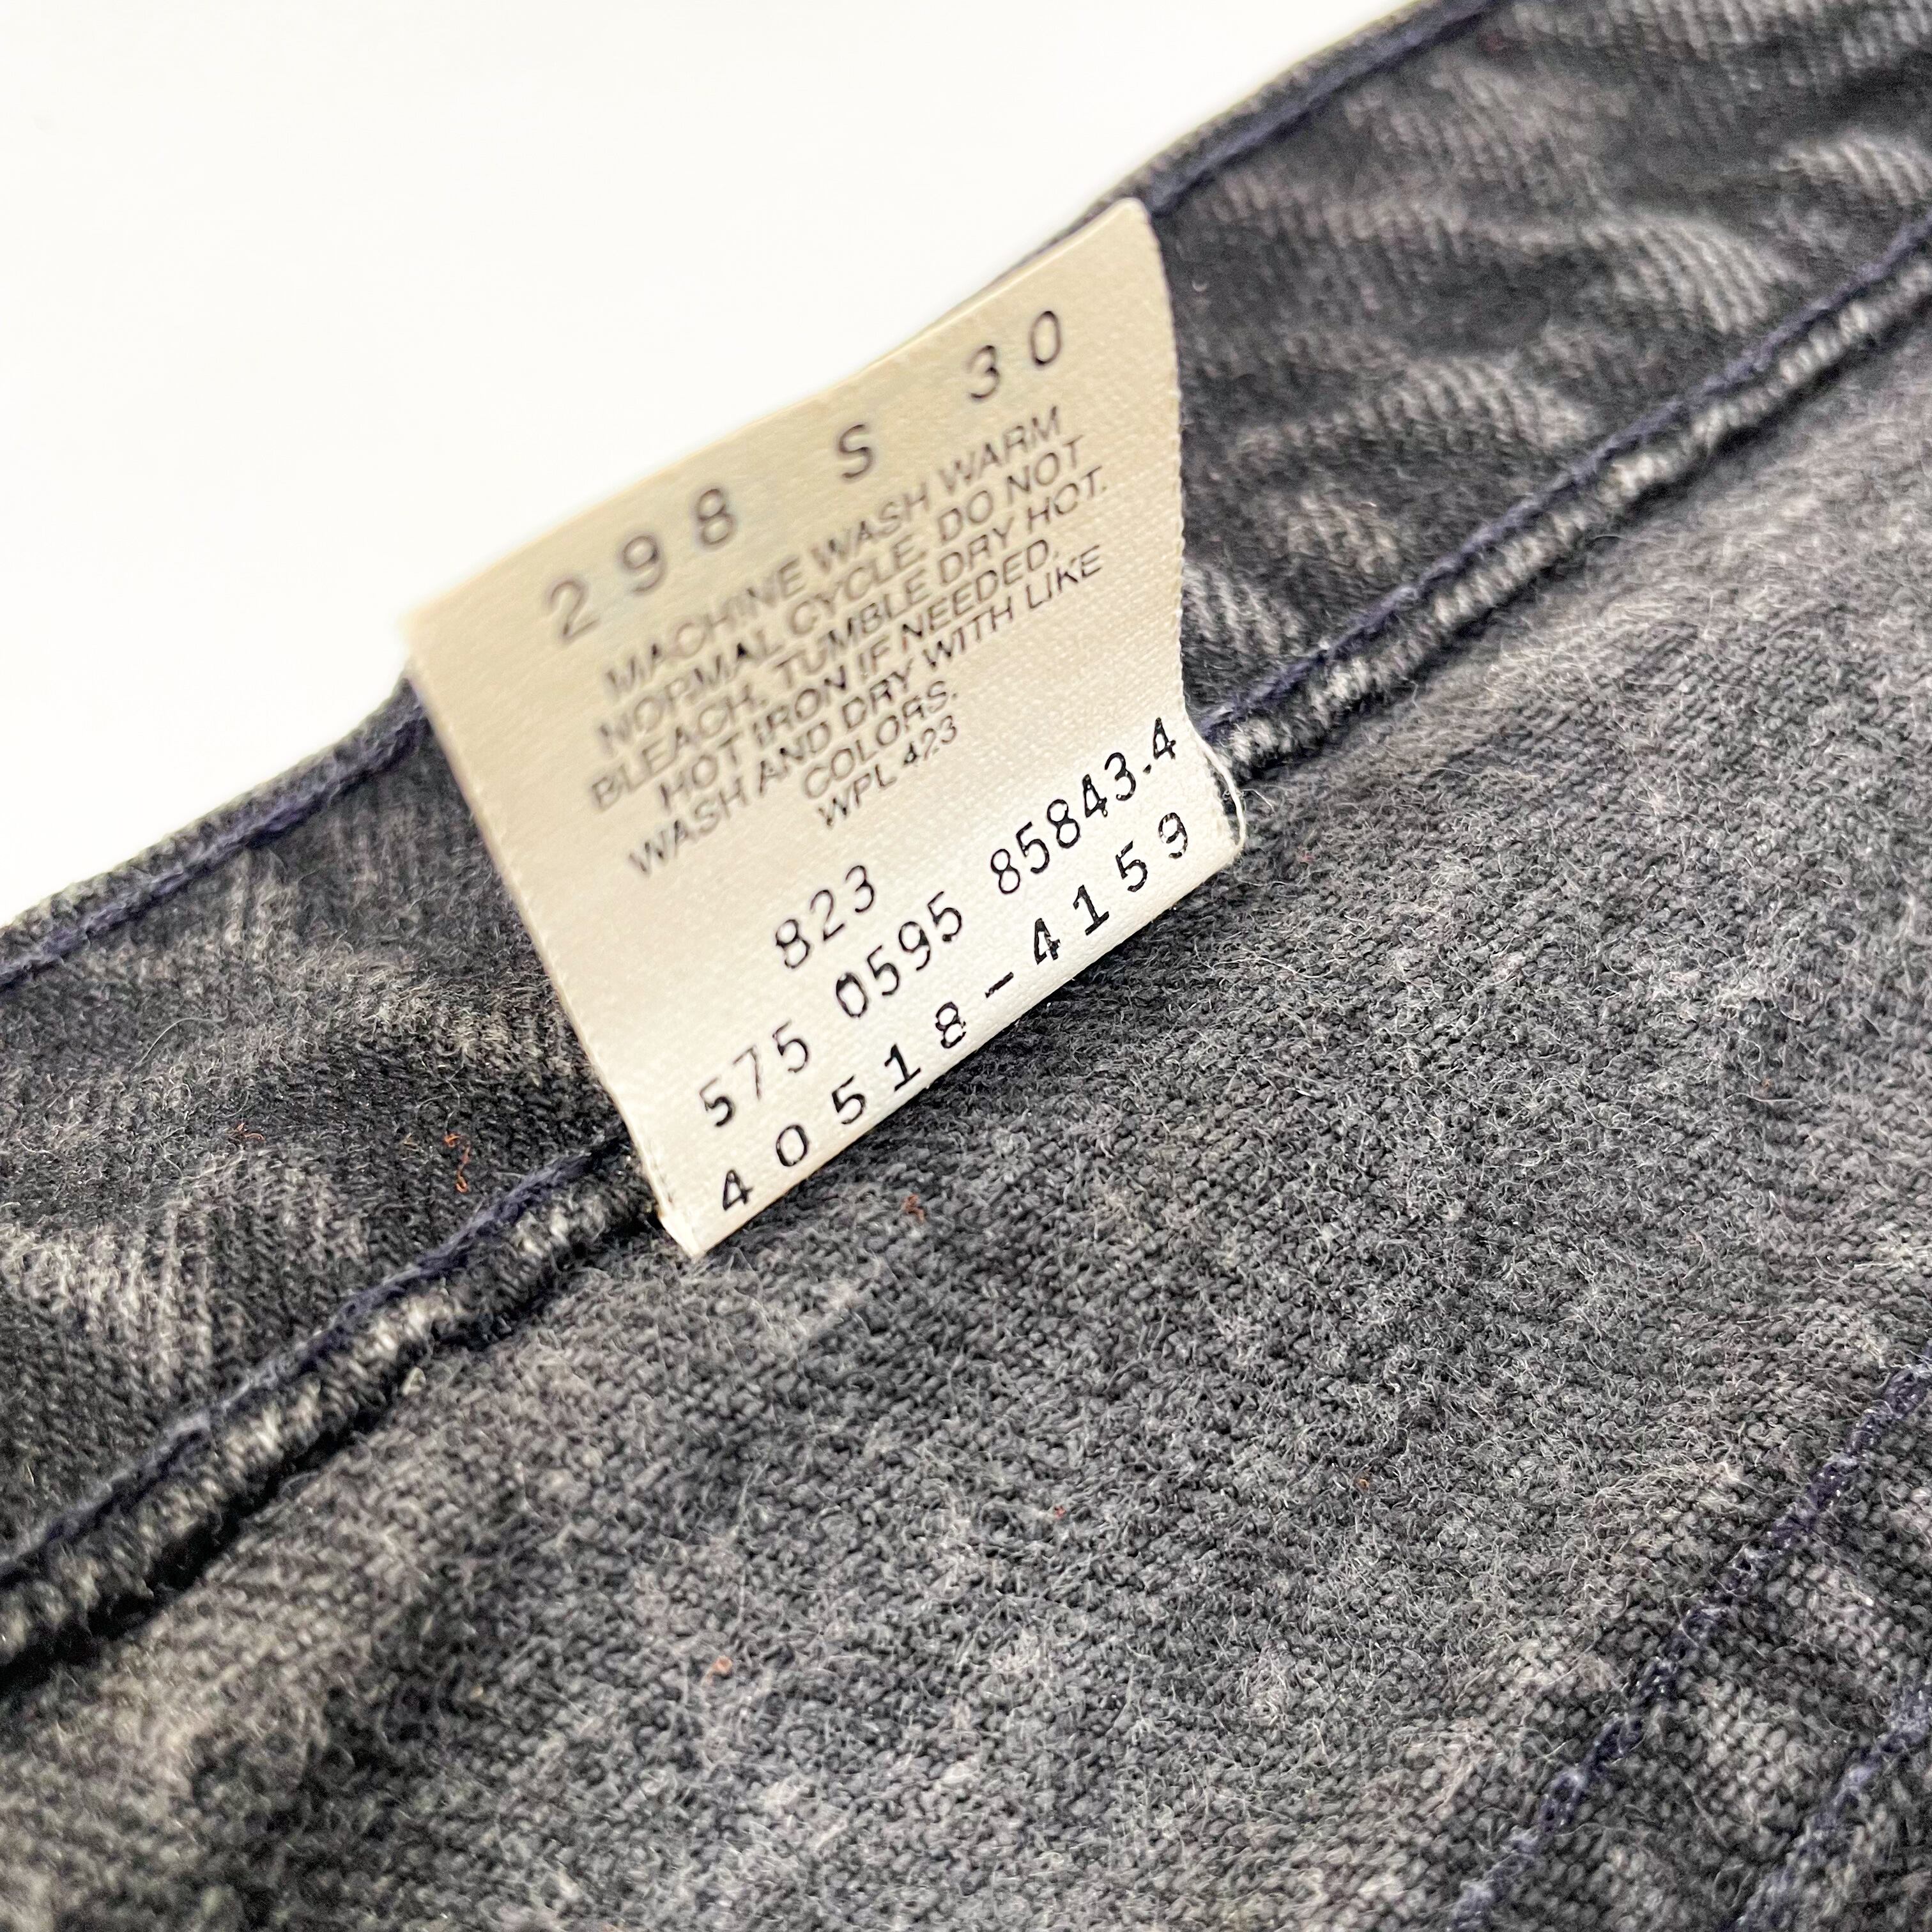 298 S 30
MACHINE WASH WARM
NORMAL CYCLE. DO NOT
BLEACH. TUMBLE DRY HOT.
HOT IRON IF NEEDED.
WASH AND DRY WITH LIKE
COLORS.
WPL 423
823
575 0595 85843.4
40518-4159